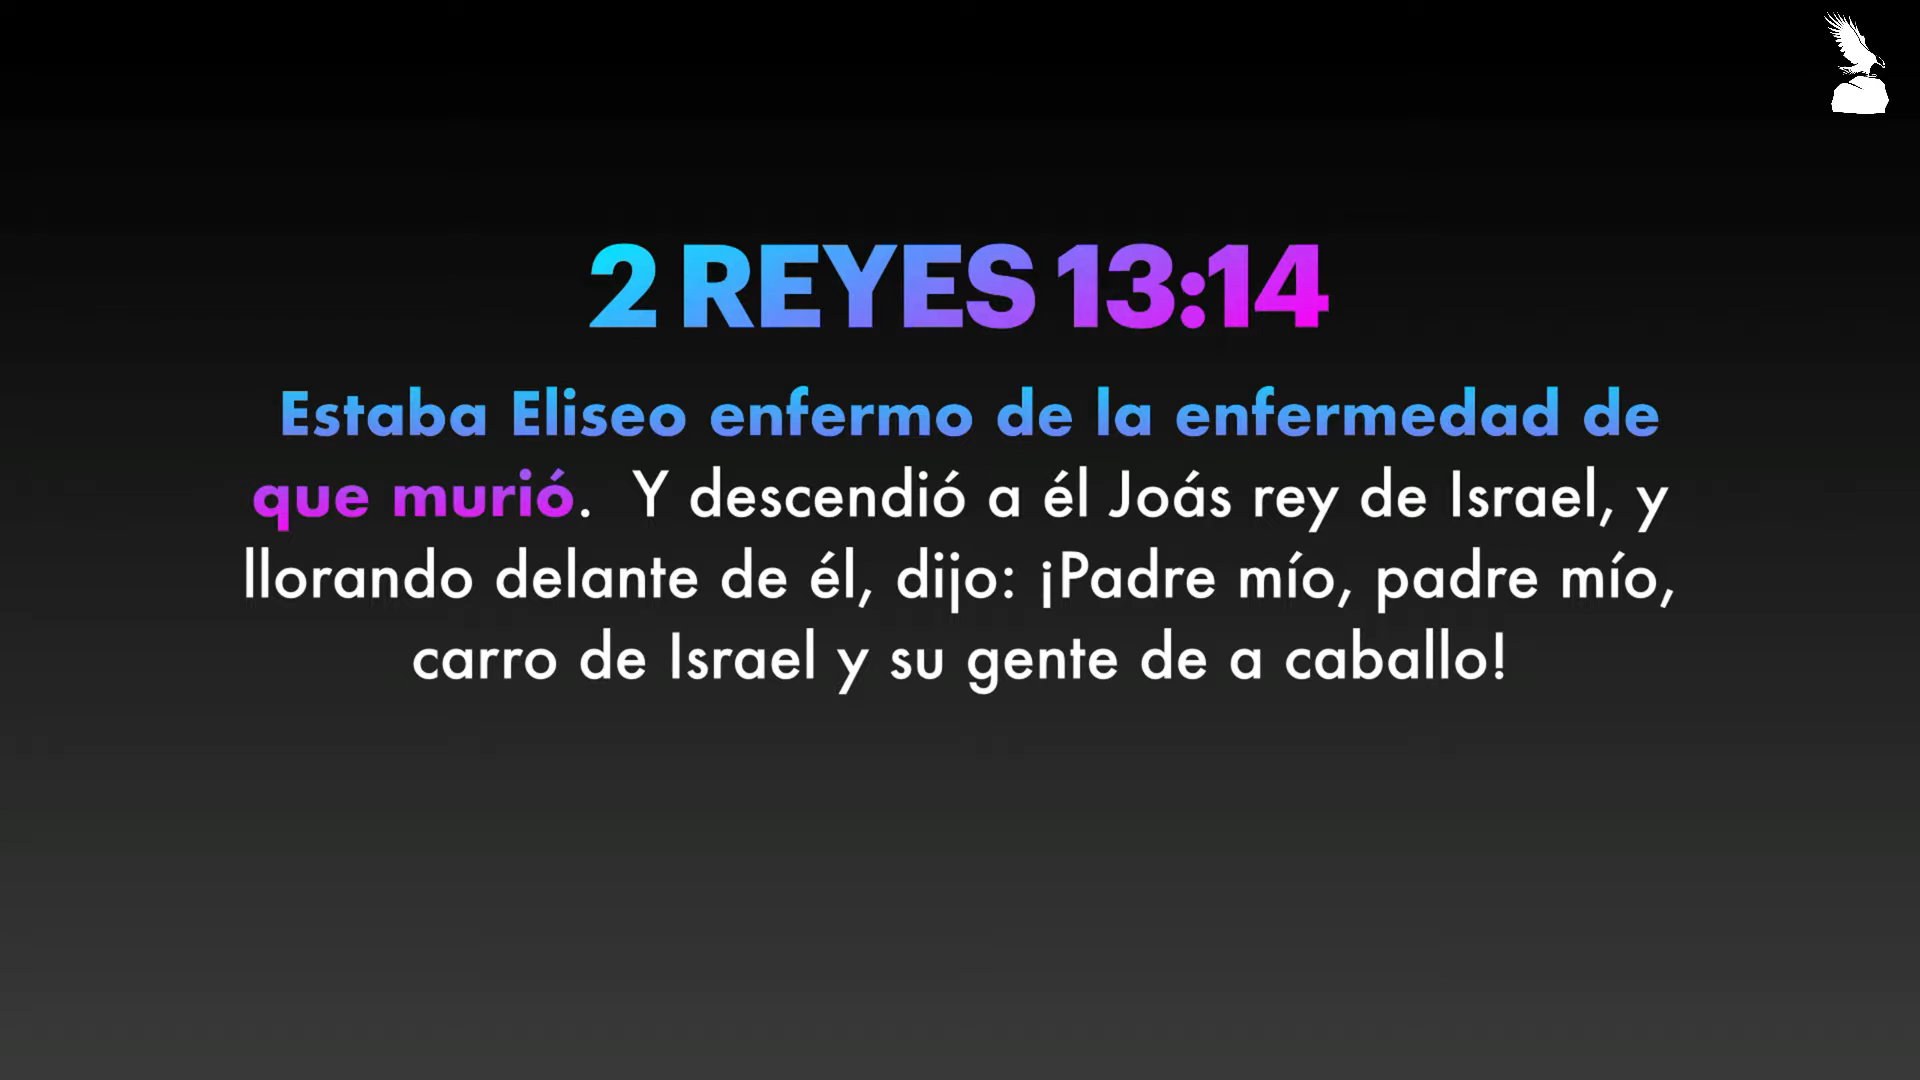 2 REYES 13:14
Estaba Eliseo enfermo de la enfermedad de
que murió. Y descendió a él Joás rey de Israel, y
llorando delante de él, dijo: ¡Padre mío, padre mío,
carro de Israel y su gente de a caballo!